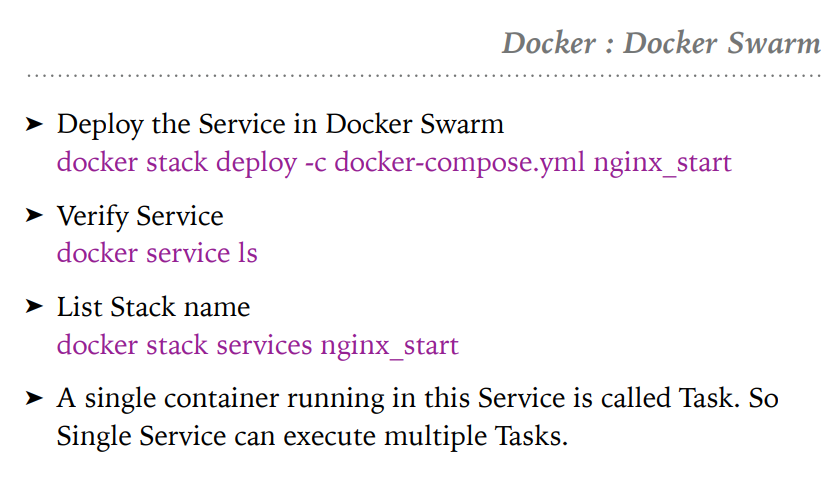 Docker : Docker Swarm
➤ Deploy the Service in Docker Swarm
docker stack deploy -c docker-compose.yml nginx_start
➤ Verify Service
docker service ls
➤ List Stack name
docker stack services nginx_start
➤ A single container running in this Service is called Task. So
Single Service can execute multiple Tasks.